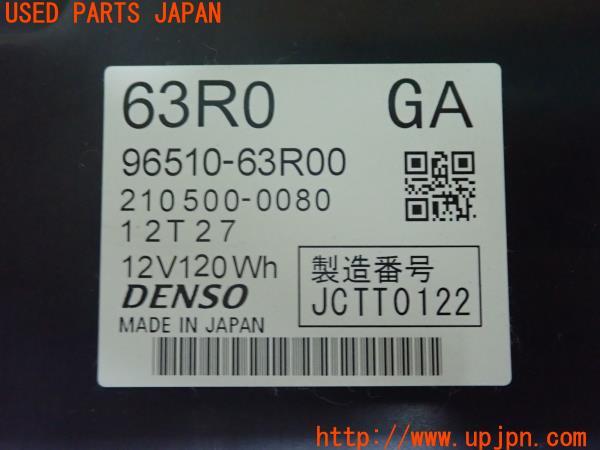 USED PARTS JAPAN
63R0 GA
96510-63R00
210500-0080
12T27
12V120Wh
製造番号
DENSO
JCTT0122
MADE IN JAPAN
www.upjpn.com